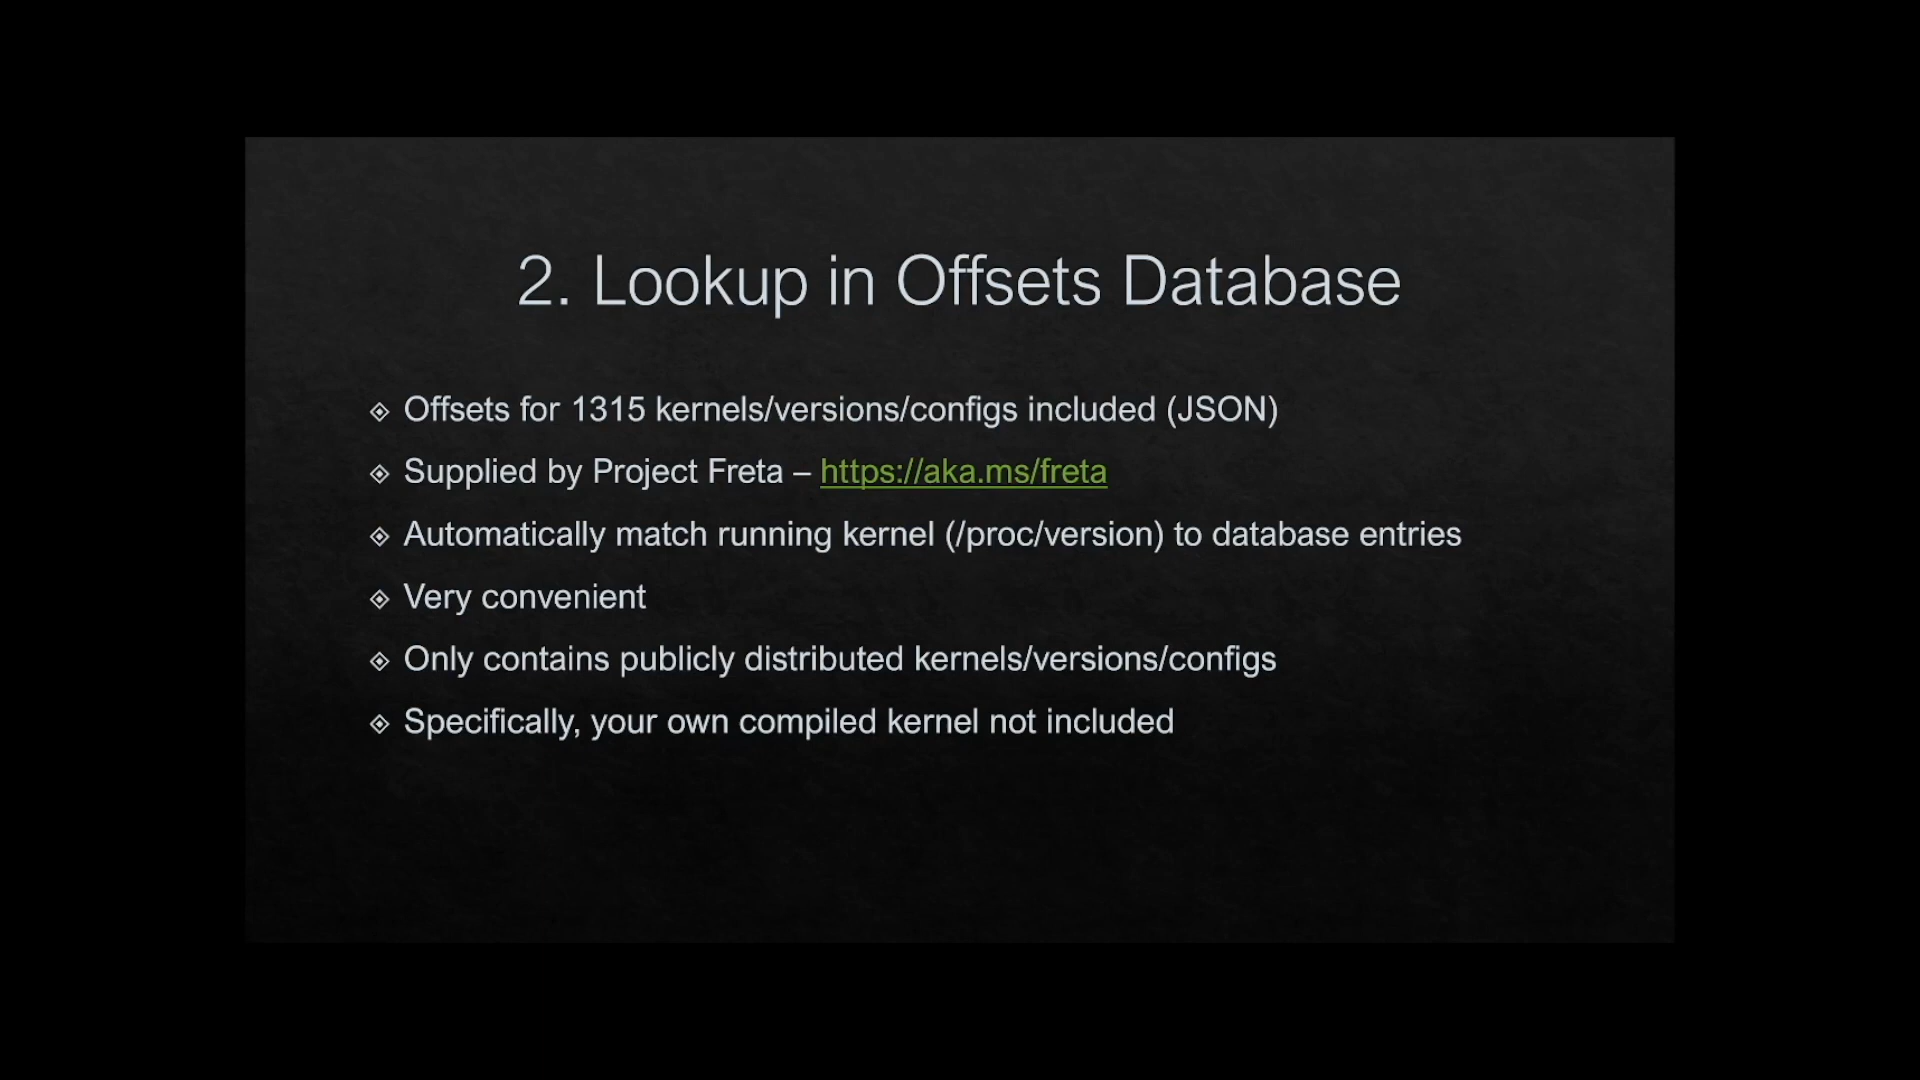 2. Lookup in Offsets Database
Offsets for 1315 kernels/versions/configs included (JSON)
Supplied by Project Freta – https://aka.ms/freta
Automatically match running kernel (/proc/version) to database entries
Very convenient
Only contains publicly distributed kernels/versions/configs
Specifically, your own compiled kernel not included